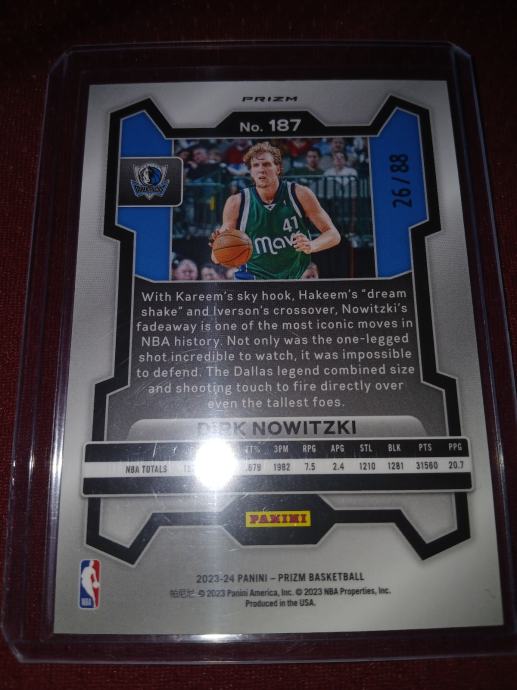 PRIZM
No. 187
26/88
41
mavs
With Kareem's sky hook, Hakeem's "dream
shake" and Iverson's crossover, Nowitzki's
fadeaway is one of the most iconic moves in
NBA history. Not only was the one-legged
shot incredible to watch, it was impossible
to defend. The Dallas legend combined size
and shooting touch to fire directly over
even the tallest foes.
DIRK NOWITZKI
3PM RPG APG STL BLK PTS PPG
NBA TOTALS .879 1982 7.5 2.4 1210 1281 31560 20.7
PANINI
NBA
2023-24 PANINI – PRIZM BASKETBALL
帕尼尼 © 2023 Panini America, Inc. © 2023 NBA Properties, Inc.
Produced in the USA.